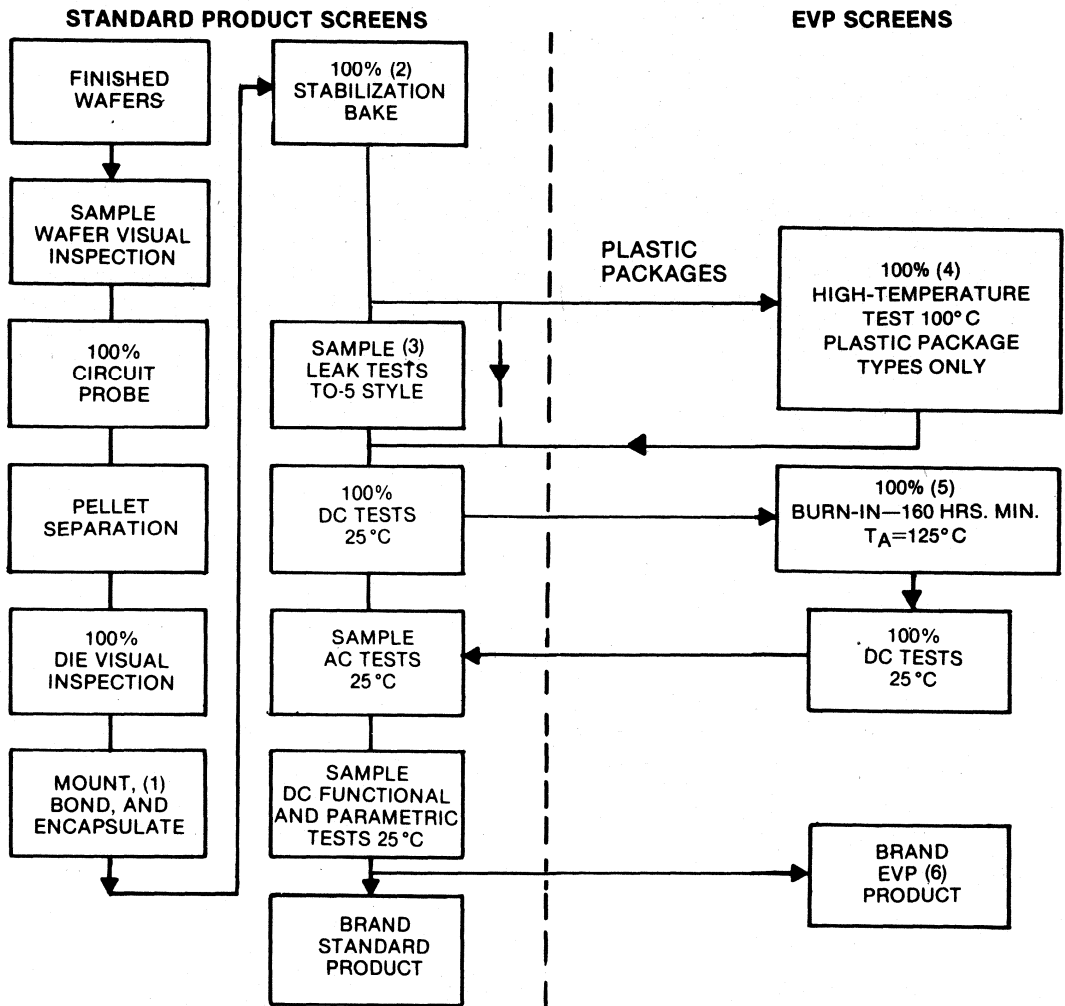 STANDARD PRODUCT SCREENS
EVP SCREENS
FINISHED
WAFERS
SAMPLE
WAFER VISUAL
INSPECTION
100%
CIRCUIT
PROBE
PELLET
SEPARATION
100%
DIE VISUAL
INSPECTION
MOUNT, (1)
BOND, AND
ENCAPSULATE
100% (2)
STABILIZATION
BAKE
SAMPLE (3)
LEAK TESTS
TO-5 STYLE
100%
DC TESTS
25°C
SAMPLE
AC TESTS
25°C
SAMPLE
DC FUNCTIONAL
AND PARAMETRIC
TESTS 25°C
BRAND
STANDARD
PRODUCT
PLASTIC
PACKAGES
100% (4)
HIGH-TEMPERATURE
TEST 100°C
PLASTIC PACKAGE
TYPES ONLY
100% (5)
BURN-IN—160 HRS. MIN.
TA=125°C
100%
DC TESTS
25°C
BRAND
EVP (6)
PRODUCT